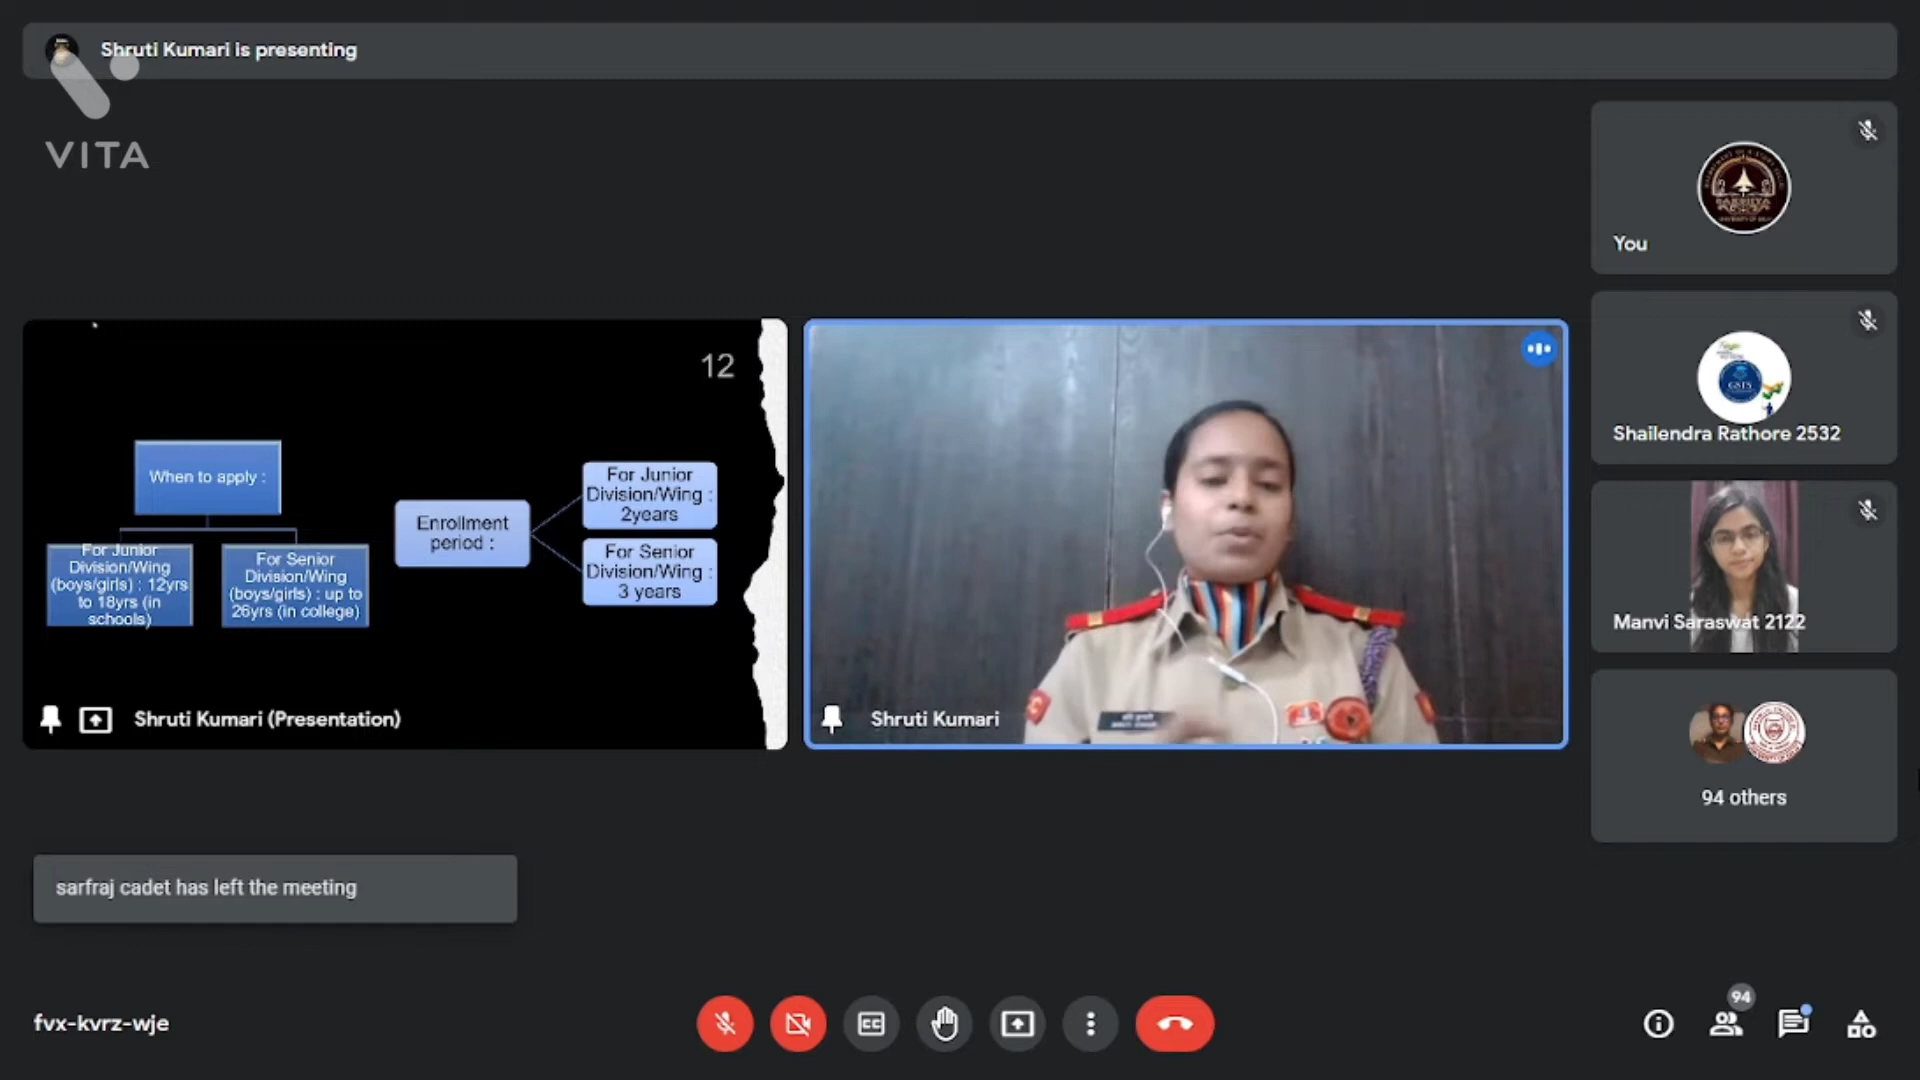 Shruti Kumari is presenting
VITA
You
Shailendra Rathore 2532
Manvi Saraswat 2122
94 others
12
When to apply :
For Junior
Division/Wing
(boys/girls) : 12yrs
to 18yrs (in
schools)
For Senior
Division/Wing
(boys/girls) : up to
26yrs (in college)
Enrollment
period :
For Junior
Division/Wing :
2years
For Senior
Division/Wing :
3 years
Shruti Kumari (Presentation)
Shruti Kumari
sarfraj cadet has left the meeting
fvx-kvrz-wje
CC
94